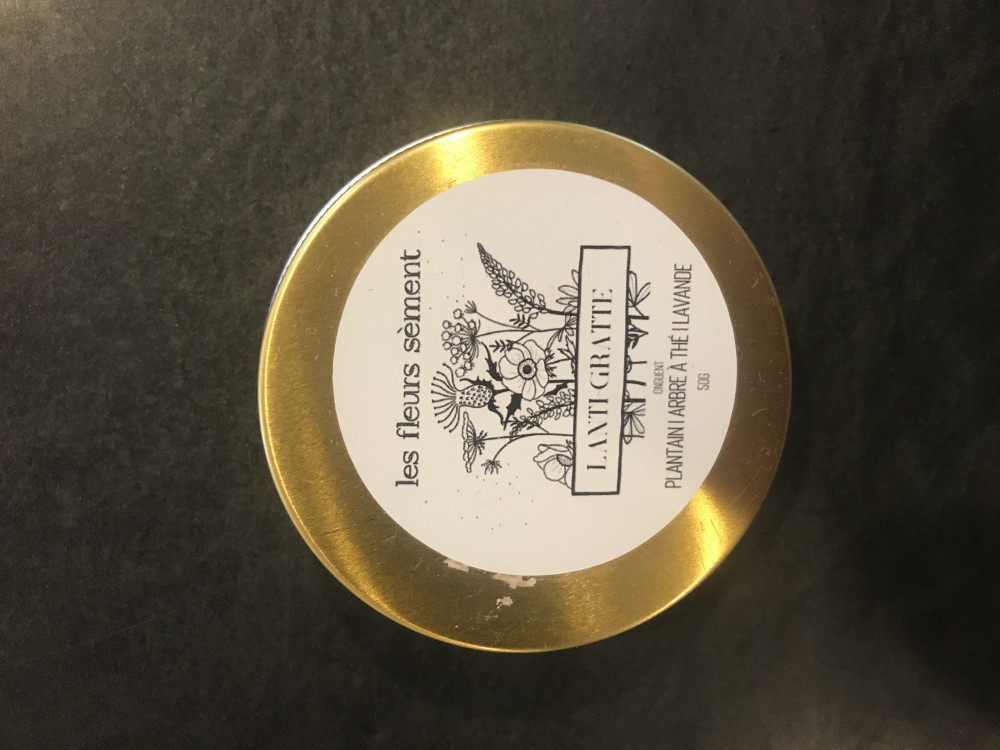 les fleurs sèment
L'ANTI-GRATTE
ONGUENT
PLANTAIN | ARBRE À THÉ | LAVANDE
50G